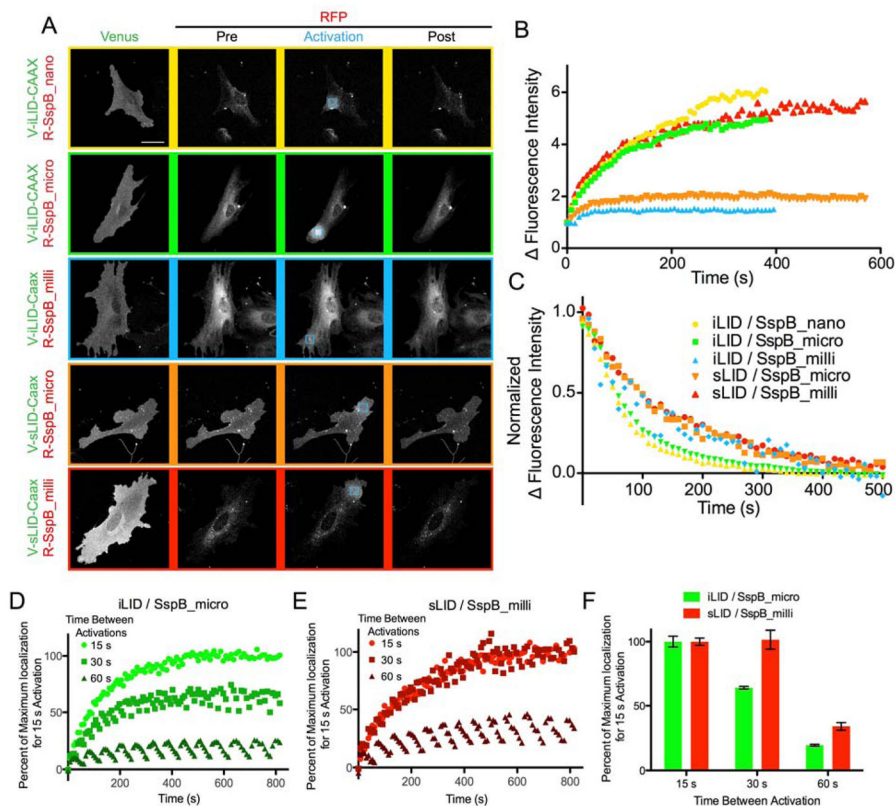 A
RFP
Venus
Pre
Activation
Post
V-iLID-CAAX
R-SspB_nano
V-iLID-CAAX
R-SspB_micro
V-iLID-Caax
R-SspB_milli
V-sLID-Caax
R-SspB_micro
V-sLID-Caax
R-SspB_milli
B
Δ Fluorescence Intensity
6
4
2
0
0
200
400
600
Time (s)
C
Normalized
Δ Fluorescence Intensity
1.0
0.5
0.0
100
200
300
400
500
Time (s)
iLID / SspB_nano
iLID / SspB_micro
iLID / SspB_milli
sLID / SspB_micro
sLID / SspB_milli
D
iLID / SspB_micro
Time Between
Activations
15 s
30 s
60 s
Percent of Maximum localization
for 15 s Activation
100
50
0
200
400
600
800
Time (s)
E
sLID / SspB_milli
Time Between
Activations
15 s
30 s
60 s
Percent of Maximum localization
for 15 s Activation
100
50
0
200
400
600
800
Time (s)
F
iLID / SspB_micro
sLID / SspB_milli
Percent of Maximum localization
for 15 s Activation
100
50
0
15 s
30 s
60 s
Time Between Activation